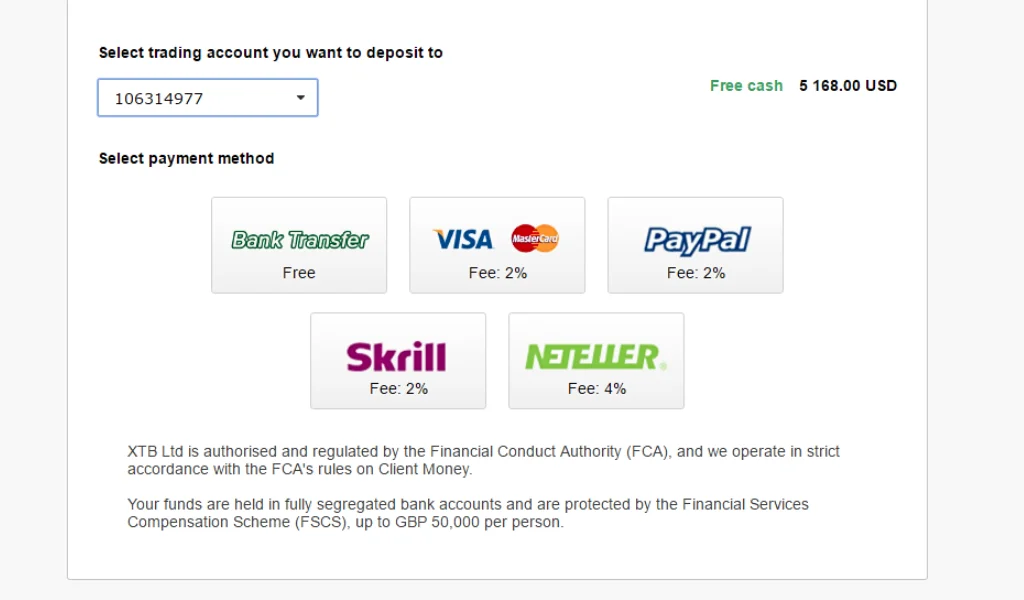 Select trading account you want to deposit to
106314977
Free cash 5 168.00 USD
Select payment method
Bank Transfer
Free
VISA MasterCard
Fee: 2%
PayPal
Fee: 2%
Skrill
Fee: 2%
NETELLER
Fee: 4%
XTB Ltd is authorised and regulated by the Financial Conduct Authority (FCA), and we operate in strict
accordance with the FCA's rules on Client Money.
Your funds are held in fully segregated bank accounts and are protected by the Financial Services
Compensation Scheme (FSCS), up to GBP 50,000 per person.